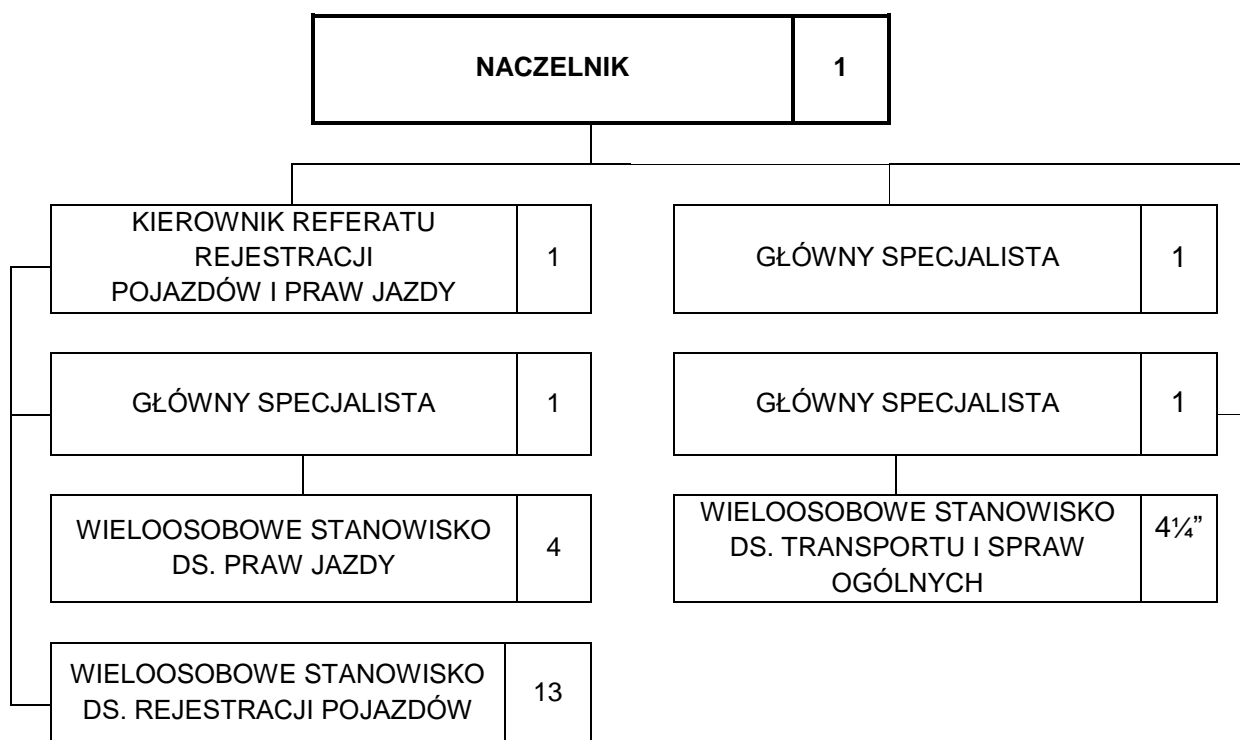 NACZELNIK 1
KIEROWNIK REFERATU
REJESTRACJI
POJAZDÓW I PRAW JAZDY
1
GŁÓWNY SPECJALISTA 1
GŁÓWNY SPECJALISTA 1
GŁÓWNY SPECJALISTA 1
WIELOOSOBOWE STANOWISKO
DS. PRAW JAZDY
4
WIELOOSOBOWE STANOWISKO
DS. TRANSPORTU I SPRAW
OGÓLNYCH
4¼”
WIELOOSOBOWE STANOWISKO
DS. REJESTRACJI POJAZDÓW
13